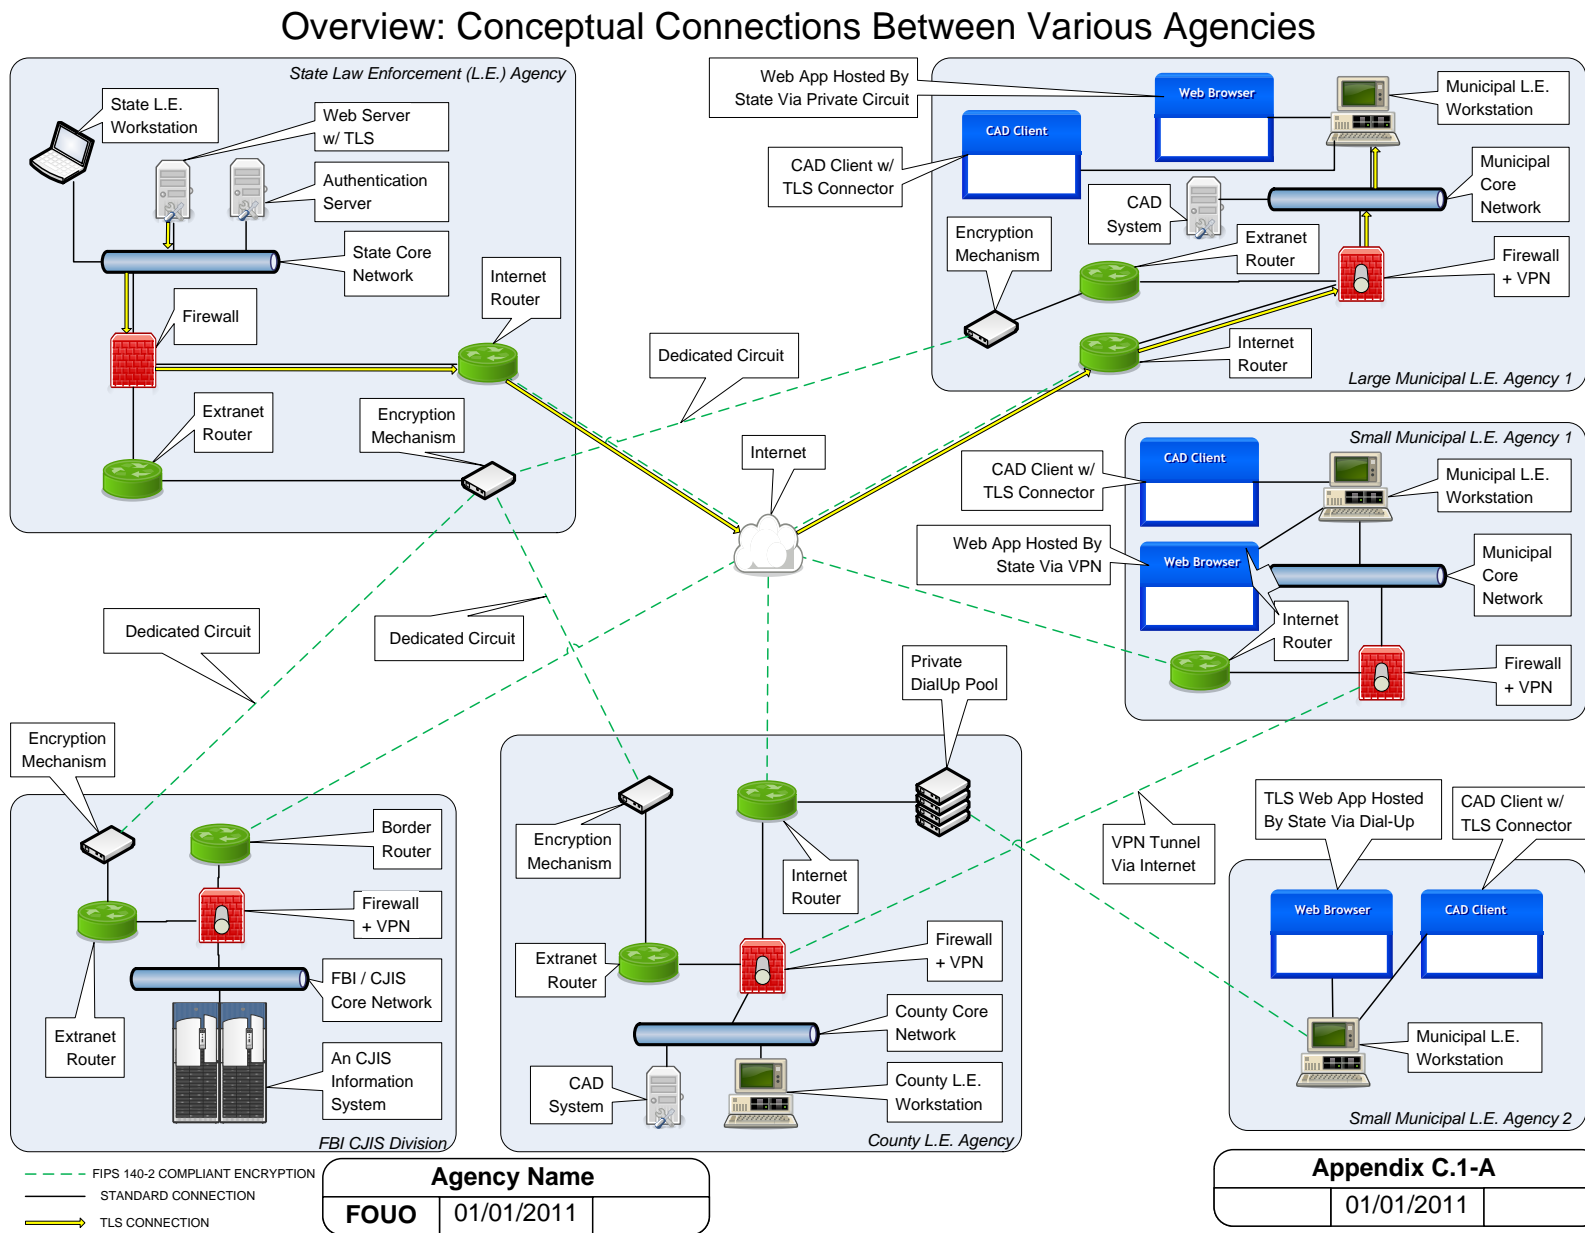 Overview: Conceptual Connections Between Various Agencies
State Law Enforcement (L.E.) Agency
State L.E.
Workstation
Web Server
w/ TLS
Authentication
Server
State Core
Network
Firewall
Internet
Router
Extranet
Router
Encryption
Mechanism
Dedicated Circuit
Internet
Web App Hosted By
State Via Private Circuit
Web Browser
CAD Client
Municipal L.E.
Workstation
CAD Client w/
TLS Connector
CAD
System
Municipal
Core
Network
Encryption
Mechanism
Extranet
Router
Firewall
+ VPN
Internet
Router
Large Municipal L.E. Agency 1
Small Municipal L.E. Agency 1
CAD Client
CAD Client w/
TLS Connector
Municipal L.E.
Workstation
Web App Hosted By
State Via VPN
Web Browser
Municipal
Core
Network
Internet
Router
Firewall
+ VPN
Dedicated Circuit
Dedicated Circuit
Private
DialUp Pool
Encryption
Mechanism
Border
Router
Firewall
+ VPN
FBI / CJIS
Core Network
Extranet
Router
An CJIS
Information
System
FBI CJIS Division
Encryption
Mechanism
Internet
Router
Extranet
Router
Firewall
+ VPN
County Core
Network
CAD
System
County L.E.
Workstation
County L.E. Agency
VPN Tunnel
Via Internet
TLS Web App Hosted
By State Via Dial-Up
CAD Client w/
TLS Connector
Web Browser
CAD Client
Municipal L.E.
Workstation
Small Municipal L.E. Agency 2
FIPS 140-2 COMPLIANT ENCRYPTION
STANDARD CONNECTION
TLS CONNECTION
Agency Name
FOUO 01/01/2011
Appendix C.1-A
01/01/2011